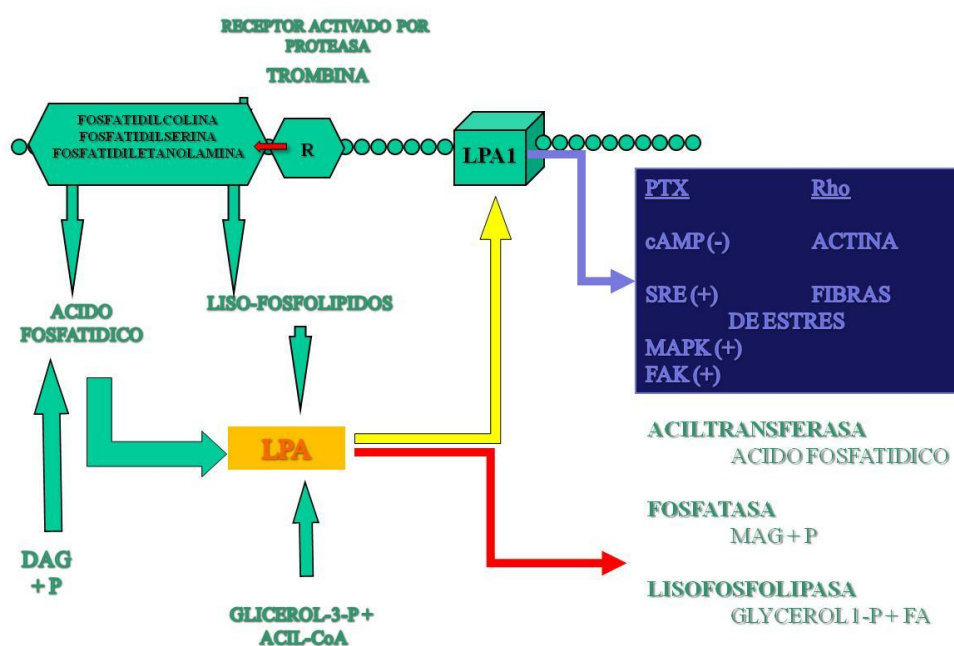 RECEPTOR ACTIVADO POR
PROTEASA
TROMBINA
FOSFATIDILCOLINA
FOSFATIDILSERINA
FOSFATIDILETANOLAMINA
R
LPA1
PTX Rho
cAMP (-) ACTINA
SRE (+) FIBRAS
DE ESTRES
MAPK (+)
FAK (+)
ACIDO
FOSFATIDICO
LISO-FOSFOLIPIDOS
LPA
DAG
+ P
GLICEROL-3-P +
ACIL-CoA
ACILTRANSFERASA
ACIDO FOSFATIDICO
FOSFATASA
MAG + P
LISOFOSFOLIPASA
GLYCEROL 1-P + FA